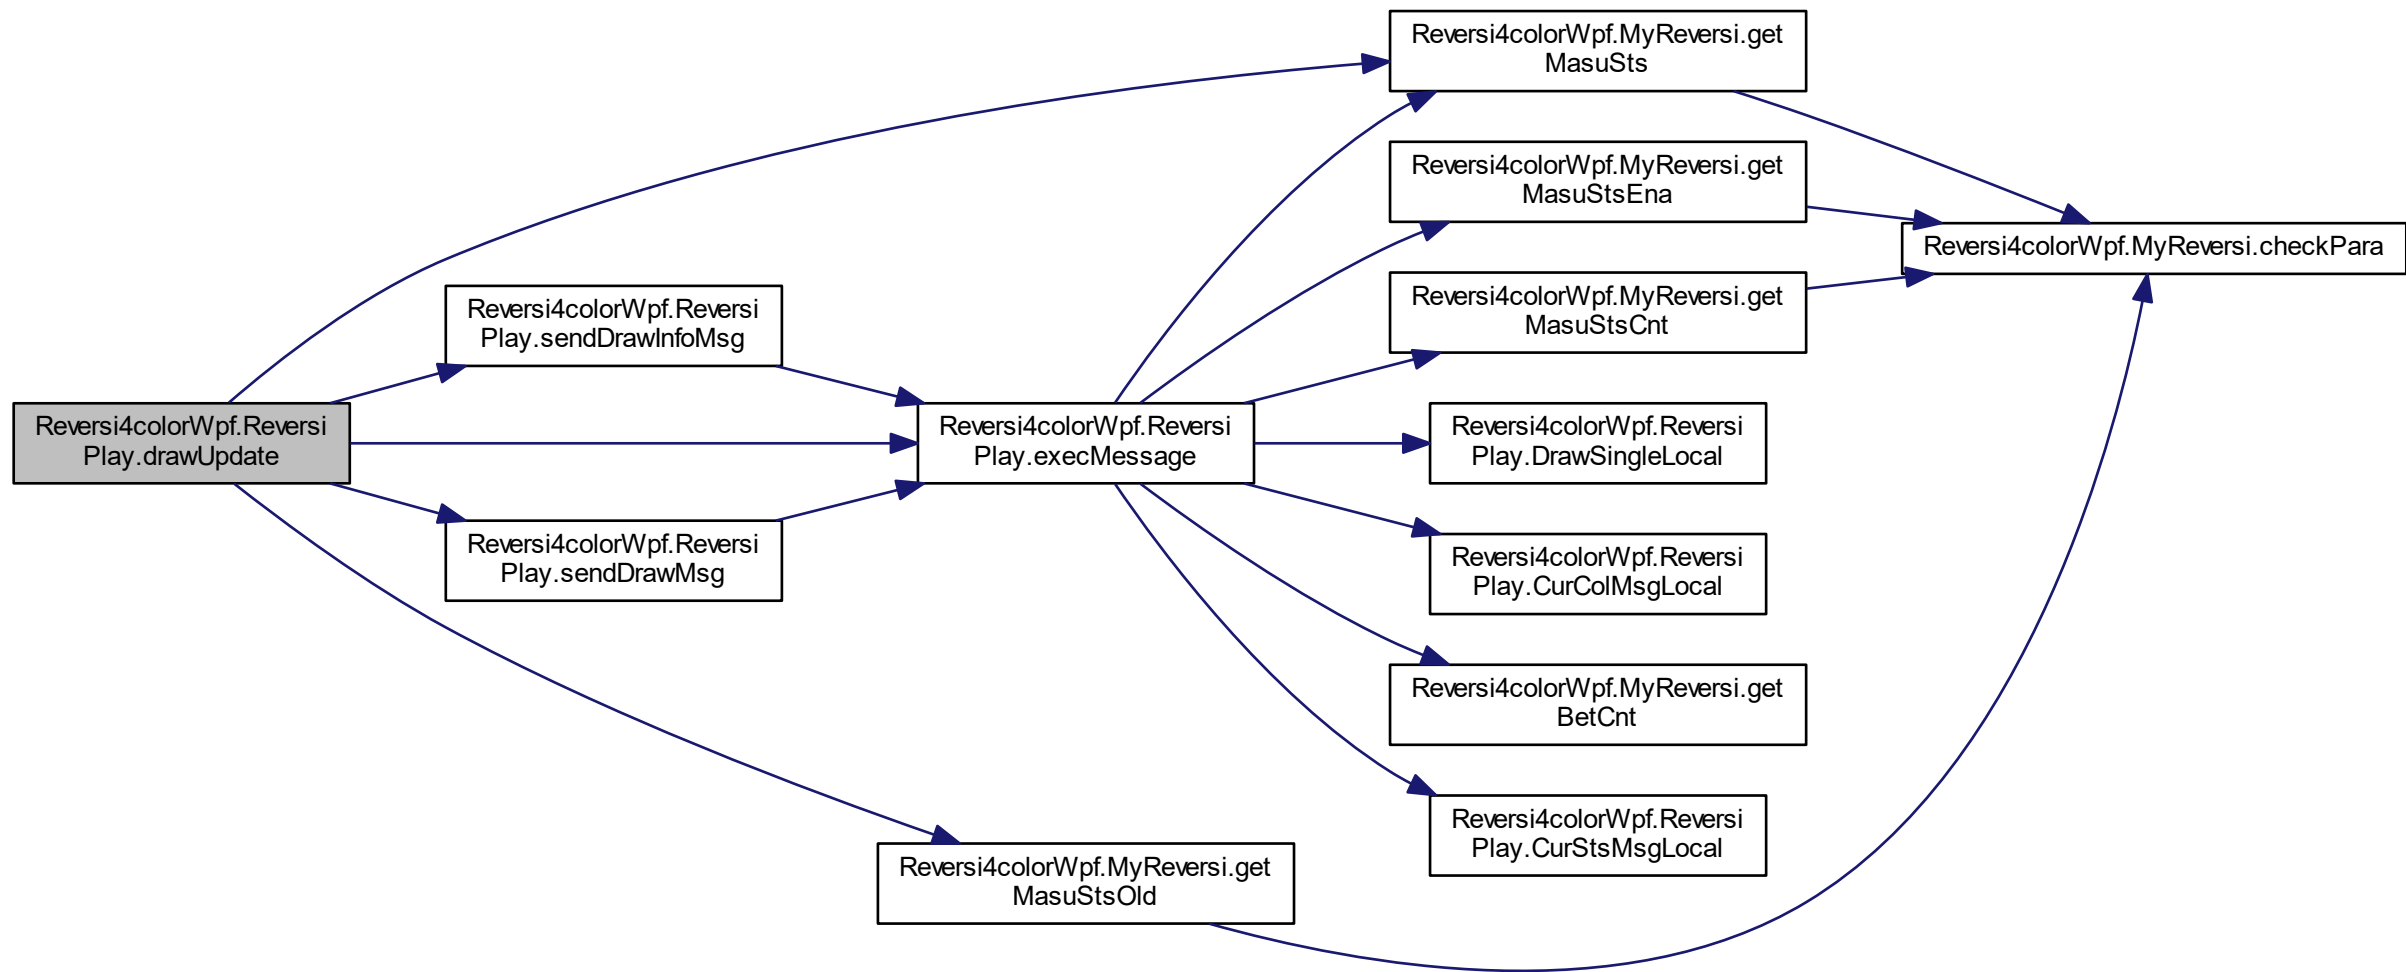 Reversi4colorWpf.MyReversi.get
MasuSts
Reversi4colorWpf.MyReversi.get
MasuStsEna
Reversi4colorWpf.MyReversi.checkPara
Reversi4colorWpf.MyReversi.get
MasuStsCnt
Reversi4colorWpf.Reversi
Play.sendDrawInfoMsg
Reversi4colorWpf.Reversi
Play.drawUpdate
Reversi4colorWpf.Reversi
Play.execMessage
Reversi4colorWpf.Reversi
Play.DrawSingleLocal
Reversi4colorWpf.Reversi
Play.sendDrawMsg
Reversi4colorWpf.Reversi
Play.CurColMsgLocal
Reversi4colorWpf.MyReversi.get
BetCnt
Reversi4colorWpf.Reversi
Play.CurStsMsgLocal
Reversi4colorWpf.MyReversi.get
MasuStsOld